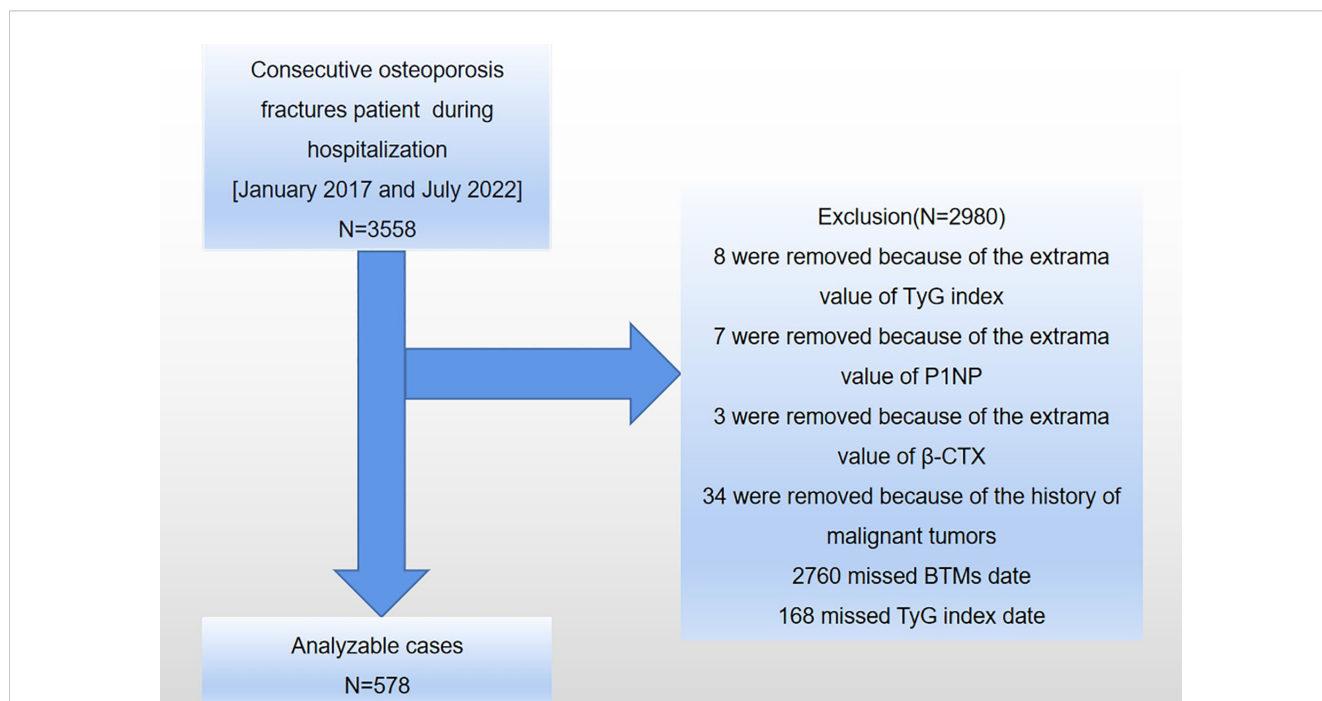 Consecutive osteoporosis
fractures patient during
hospitalization
[January 2017 and July 2022]
N=3558
Exclusion(N=2980)
8 were removed because of the extrama
value of TyG index
7 were removed because of the extrama
value of P1NP
3 were removed because of the extrama
value of β-CTX
34 were removed because of the history of
malignant tumors
2760 missed BTMs date
168 missed TyG index date
Analyzable cases
N=578